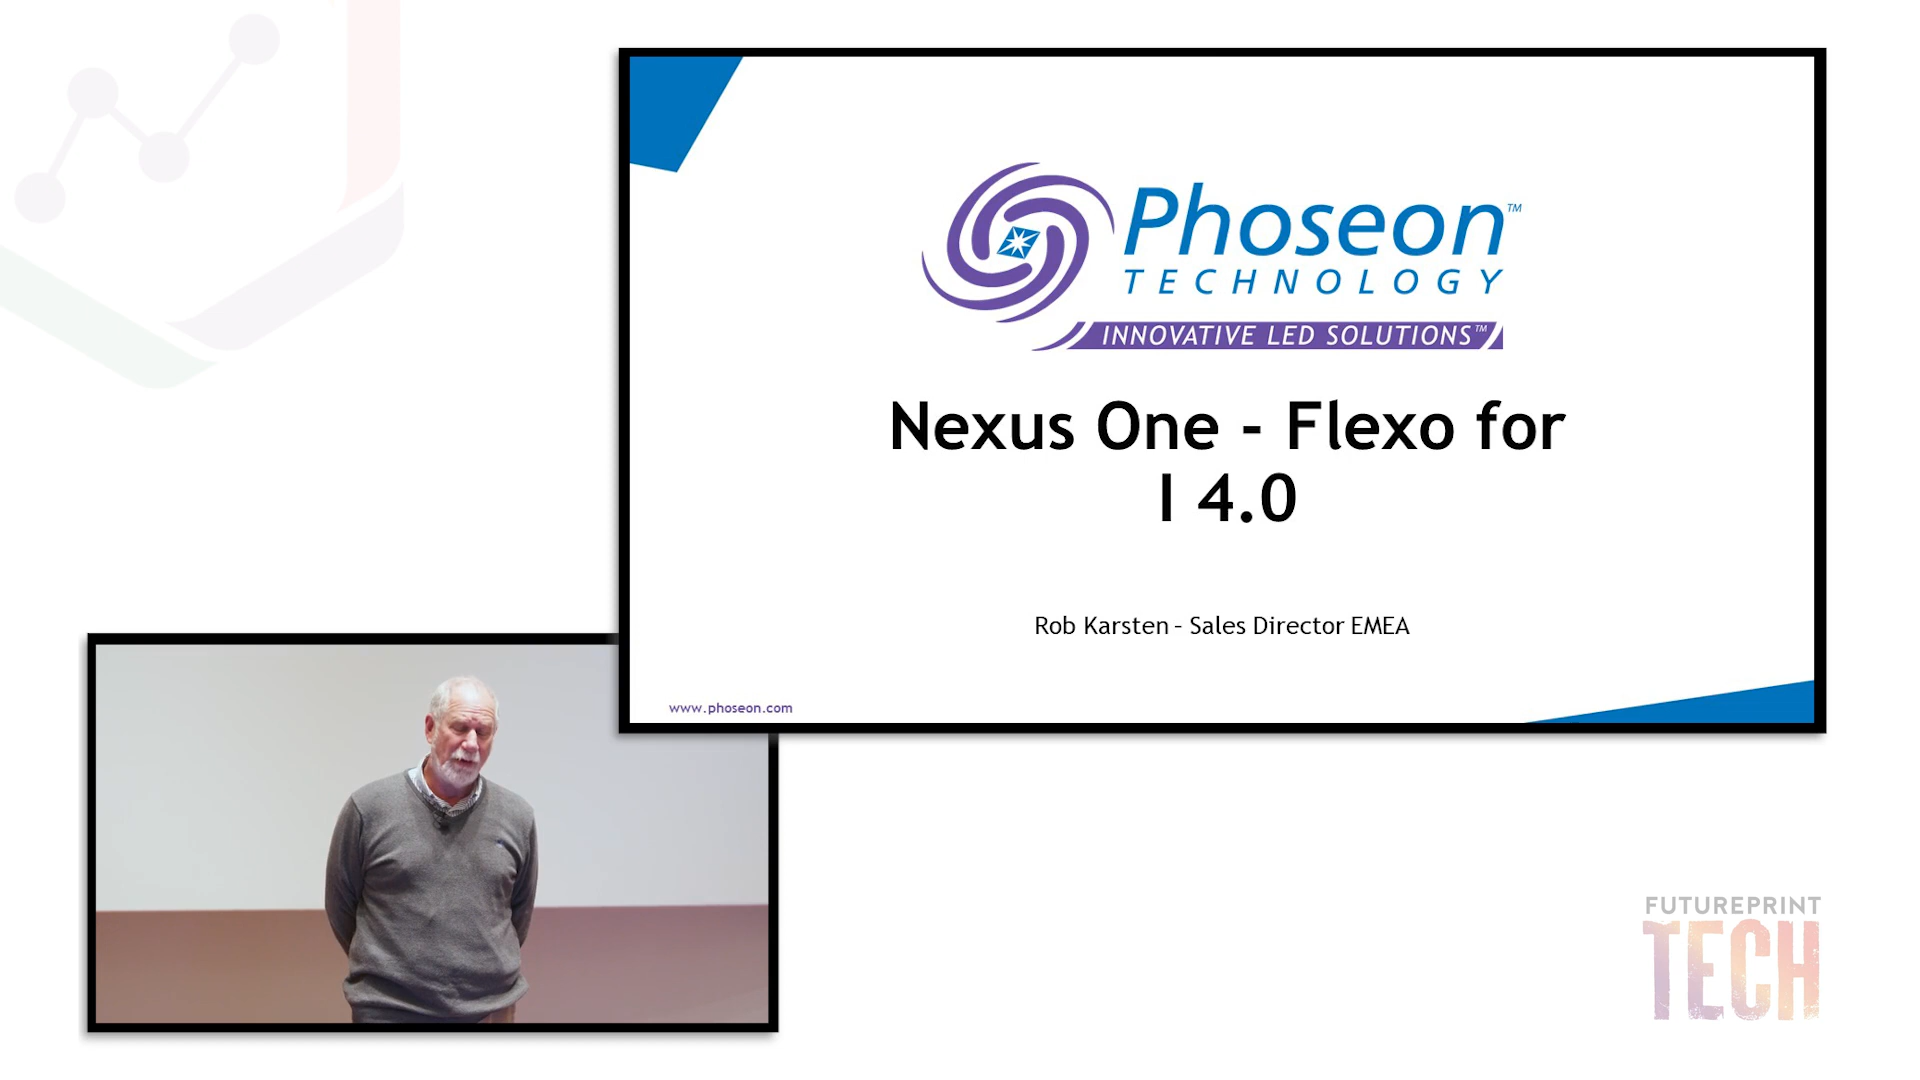 Phoseon™
TECHNOLOGY
INNOVATIVE LED SOLUTIONS™
Nexus One - Flexo for
I 4.0
Rob Karsten – Sales Director EMEA
www.phoseon.com
FUTUREPRINT
TECH